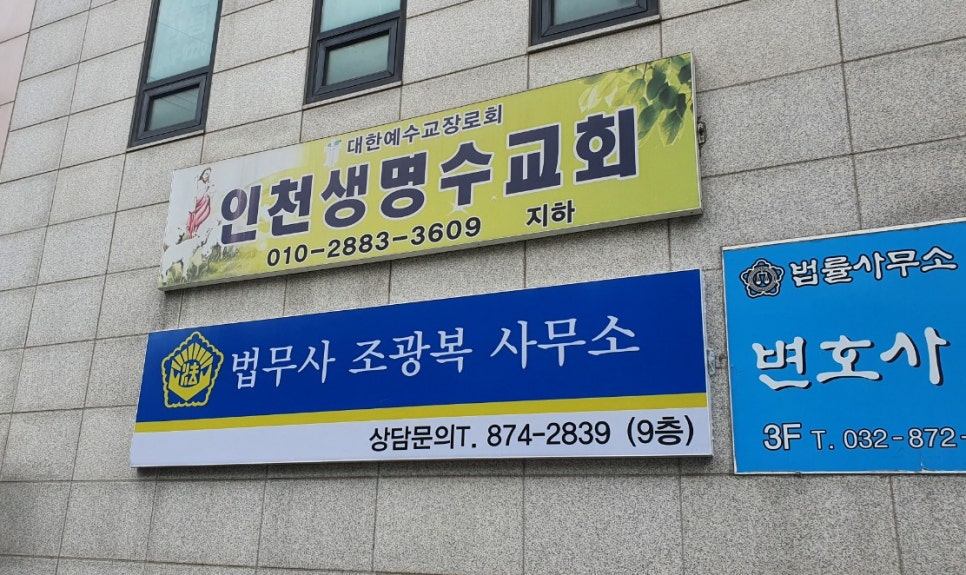 대한예수교장로회
인천생명수교회
010-2883-3609 지하
법무사 조광복 사무소
상담문의T. 874-2839 (9층)
법률사무소
변호사
3F T. 032-872-